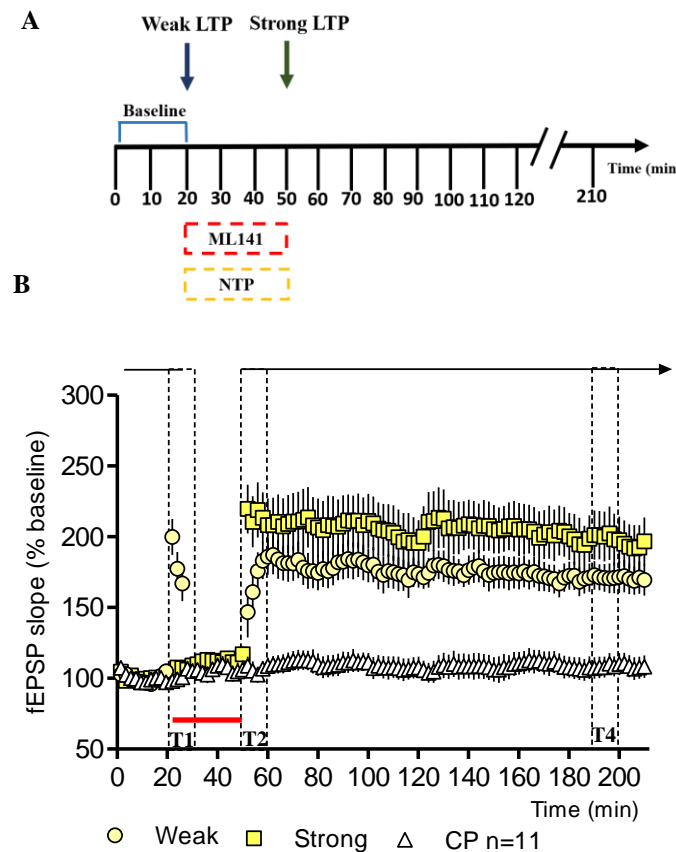 A
Weak LTP Strong LTP
Baseline
Time (min
0 10 20 30 40 50 60 70 80 90 100 110 120 210
ML141
NTP
B
300
250
200
150
100
50
fEPSP slope (% baseline)
T1 T2 T4
0 20 40 60 80 100 120 140 160 180 200
Time (min)
Weak Strong CP n=11